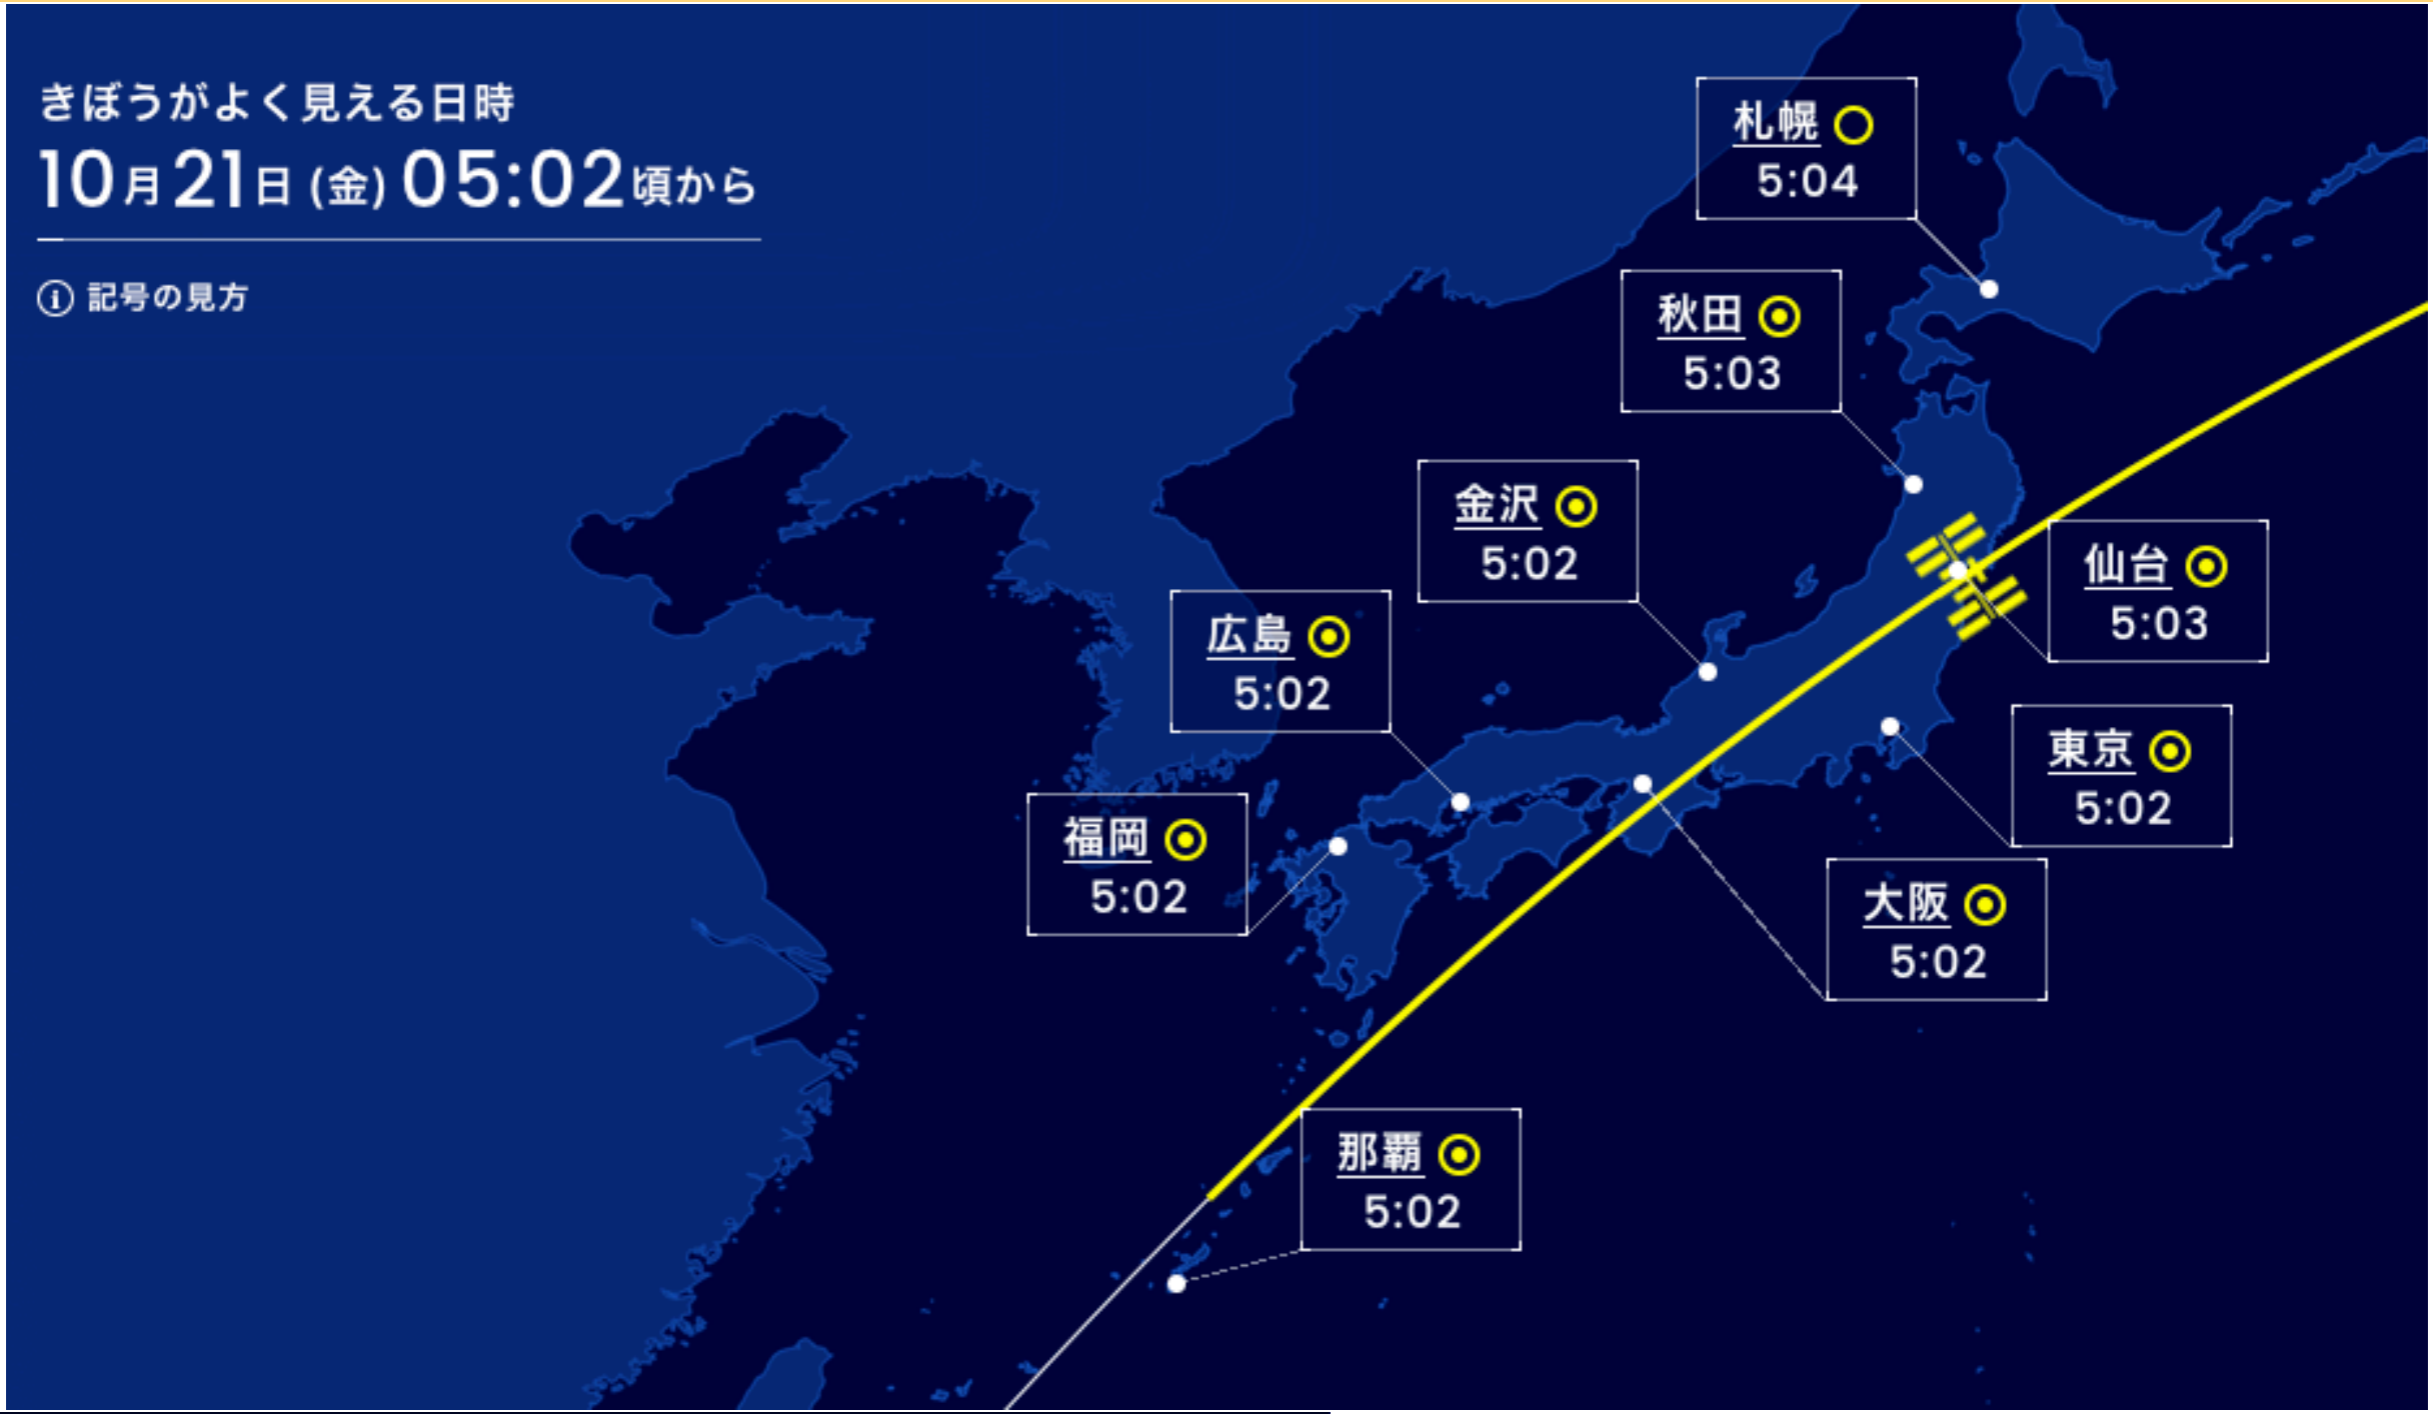 きぼうがよく見える日時
10月21日 (金) 05:02頃から
i 記号の見方
札幌
5:04
秋田
5:03
金沢
5:02
仙台
5:03
広島
5:02
東京
5:02
福岡
5:02
大阪
5:02
那覇
5:02